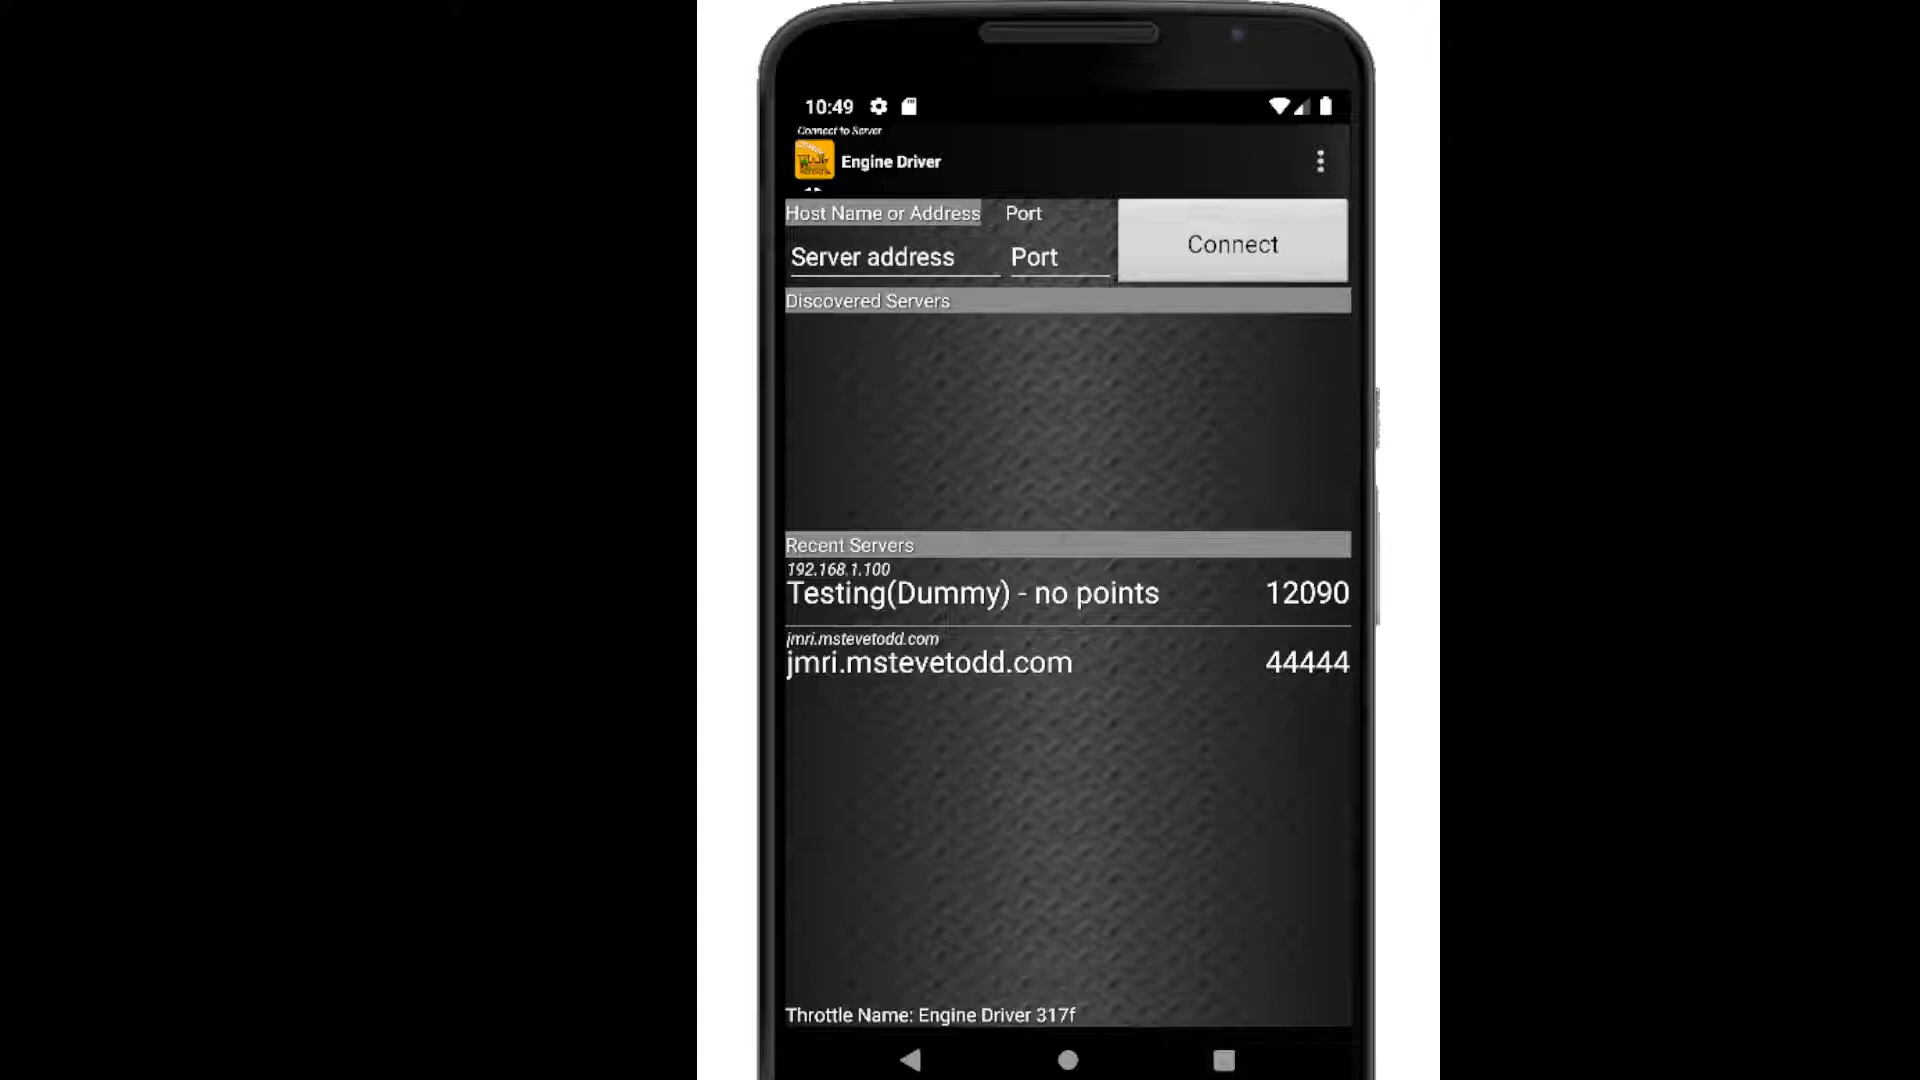 10:49
Connect to Server
Engine Driver
Host Name or Address Port
Connect
Server address Port
Discovered Servers
Recent Servers
192.168.1.100
Testing(Dummy) - no points 12090
jmri.mstevetodd.com
jmri.mstevetodd.com 44444
Throttle Name: Engine Driver 317f